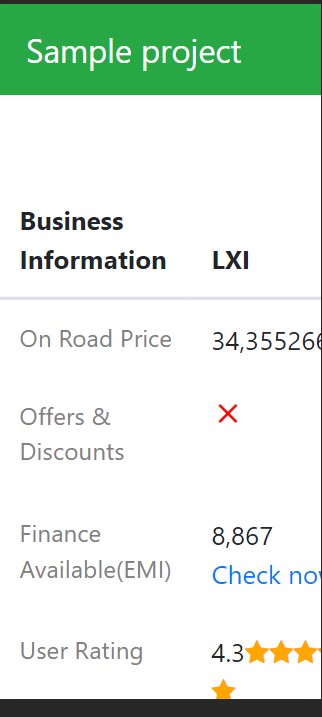 Sample project
Business
Information
LXI
On Road Price
34,355266
Offers &
Discounts
Finance
Available(EMI)
8,867
Check now
User Rating
4.3